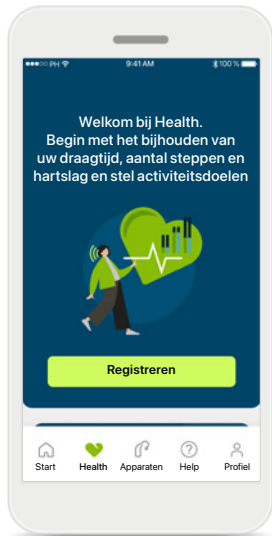 PH 9:41 AM 100 %
Welkom bij Health.
Begin met het bijhouden van
uw draagtijd, aantal steppen en
hartslag en stel activiteitsdoelen
Registreren
Start Health Apparaten Help Profiel